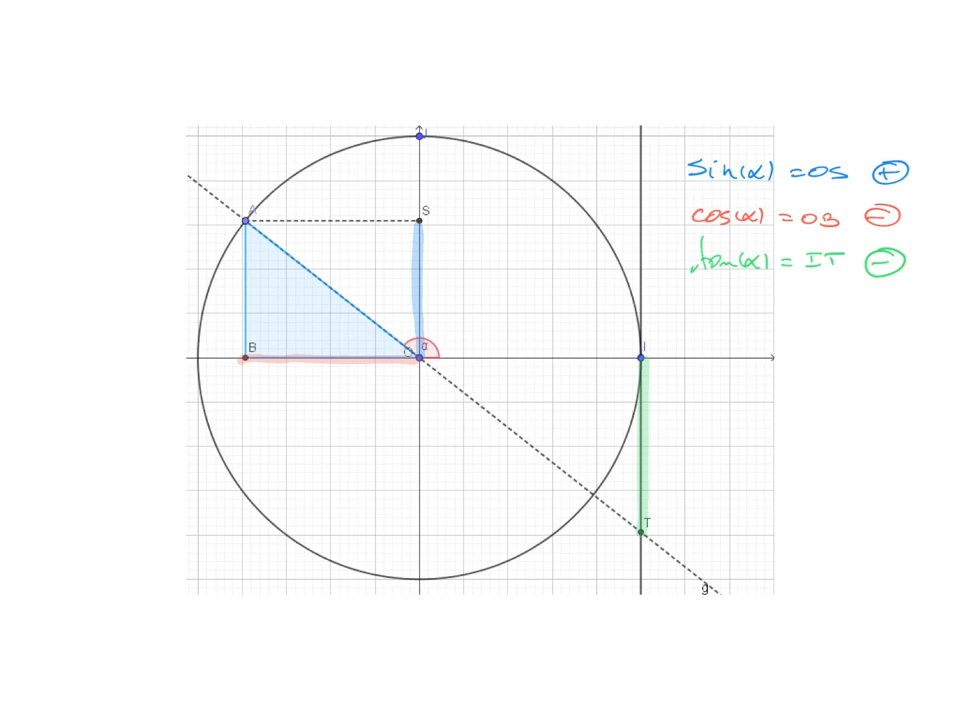 A
S
sin(α) = OS ⊕
cos(α) = OB ⊖
tan(α) = IT ⊖
B
α
I
T
g